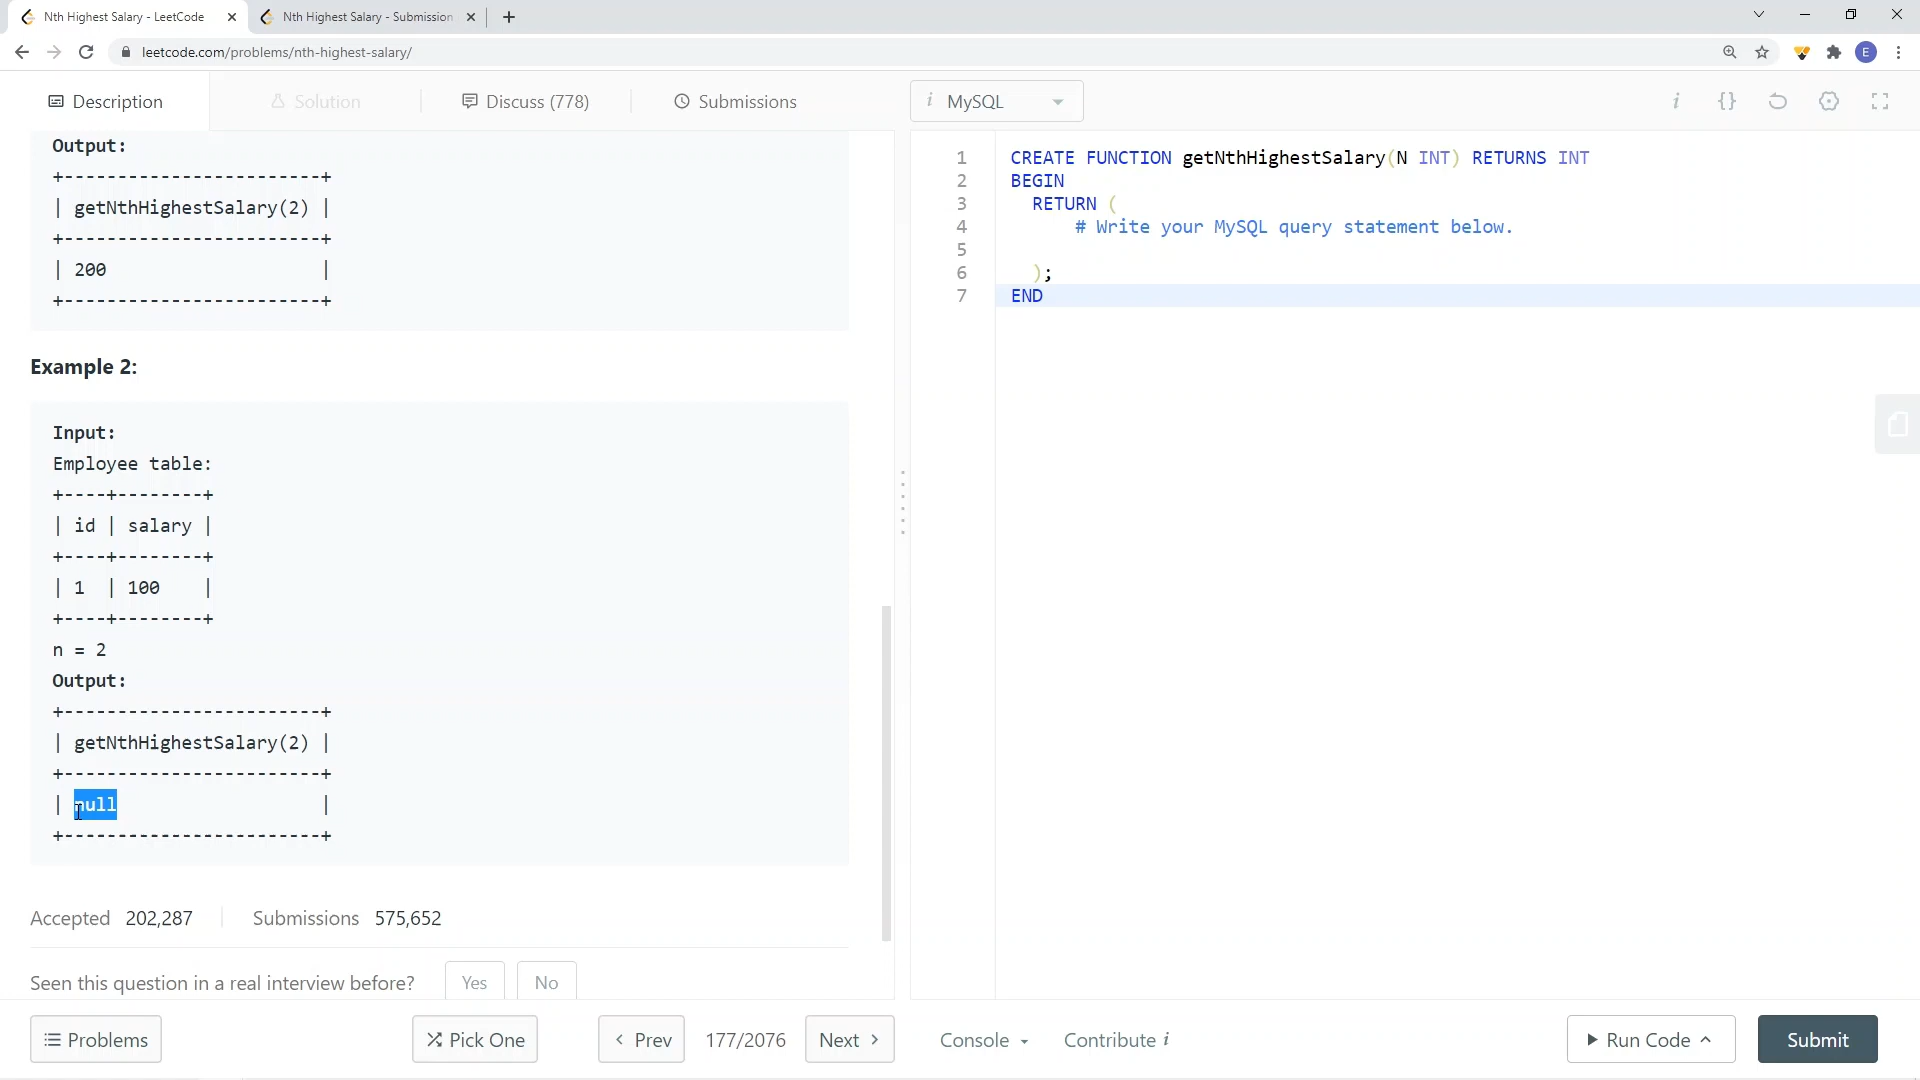 Nth Highest Salary - LeetCode
Nth Highest Salary - Submission
leetcode.com/problems/nth-highest-salary/
E
Description
Solution
Discuss (778)
Submissions
Output:
+------------------------+
| getNthHighestSalary(2) |
+------------------------+
| 200                    |
+------------------------+
Example 2:
Input:
Employee table:
+----+--------+
| id | salary |
+----+--------+
| 1  | 100    |
+----+--------+
n = 2
Output:
+------------------------+
| getNthHighestSalary(2) |
+------------------------+
| null                   |
+------------------------+
Accepted 202,287
Submissions 575,652
Seen this question in a real interview before?
Yes
No
Problems
Pick One
Prev
177/2076
Next
i MySQL
i
{}
1 CREATE FUNCTION getNthHighestSalary(N INT) RETURNS INT
2 BEGIN
3   RETURN (
4       # Write your MySQL query statement below.
5
6   );
7 END
Console
Contribute i
Run Code
Submit